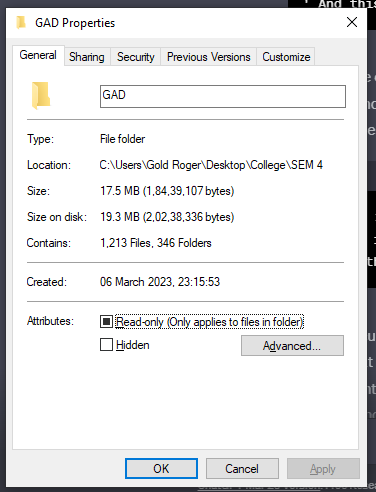 ' And this
GAD Properties
General Sharing Security Previous Versions Customize
GAD
Type: File folder
Location: C:\Users\Gold Roger\Desktop\College\SEM 4
Size: 17.5 MB (1,84,39,107 bytes)
Size on disk: 19.3 MB (2,02,38,336 bytes)
Contains: 1,213 Files, 346 Folders
Created: 06 March 2023, 23:15:53
Attributes: Read-only (Only applies to files in folder)
Hidden Advanced...
OK Cancel Apply